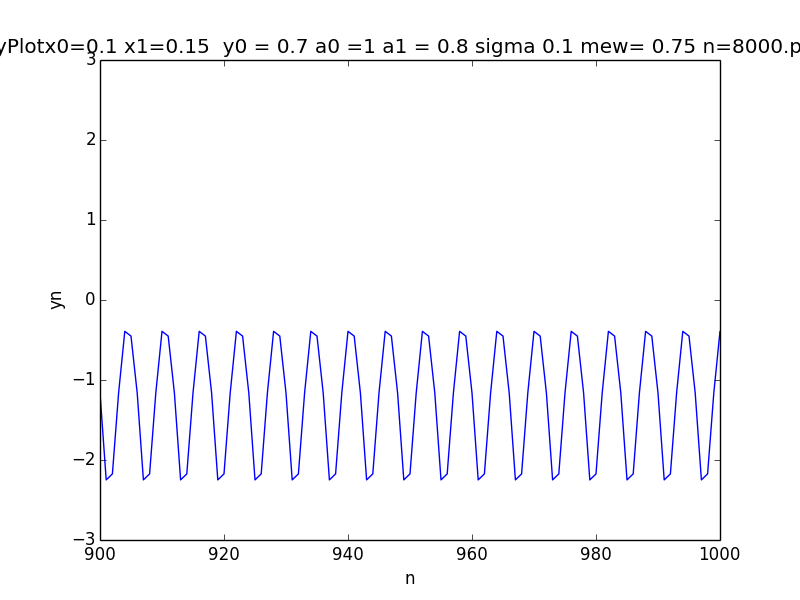 yPlotx0=0.1 x1=0.15  y0 = 0.7 a0 =1 a1 = 0.8 sigma 0.1 mew= 0.75 n=8000.p
3
2
1
0
−1
−2
−3
yn
900 920 940 960 980 1000
n